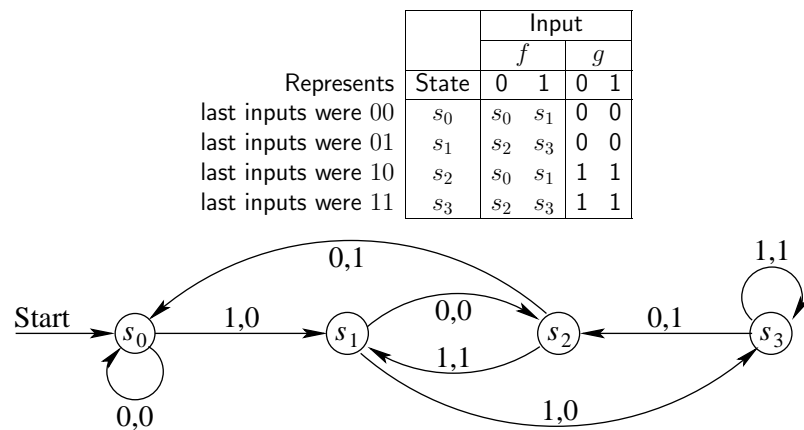 Input
f g
Represents State 0 1 0 1
last inputs were 00 s₀ s₀ s₁ 0 0
last inputs were 01 s₁ s₂ s₃ 0 0
last inputs were 10 s₂ s₀ s₁ 1 1
last inputs were 11 s₃ s₂ s₃ 1 1
0,1 1,1
Start s₀ 1,0 s₁ 0,0 s₂ 0,1 s₃
1,1
0,0 1,0